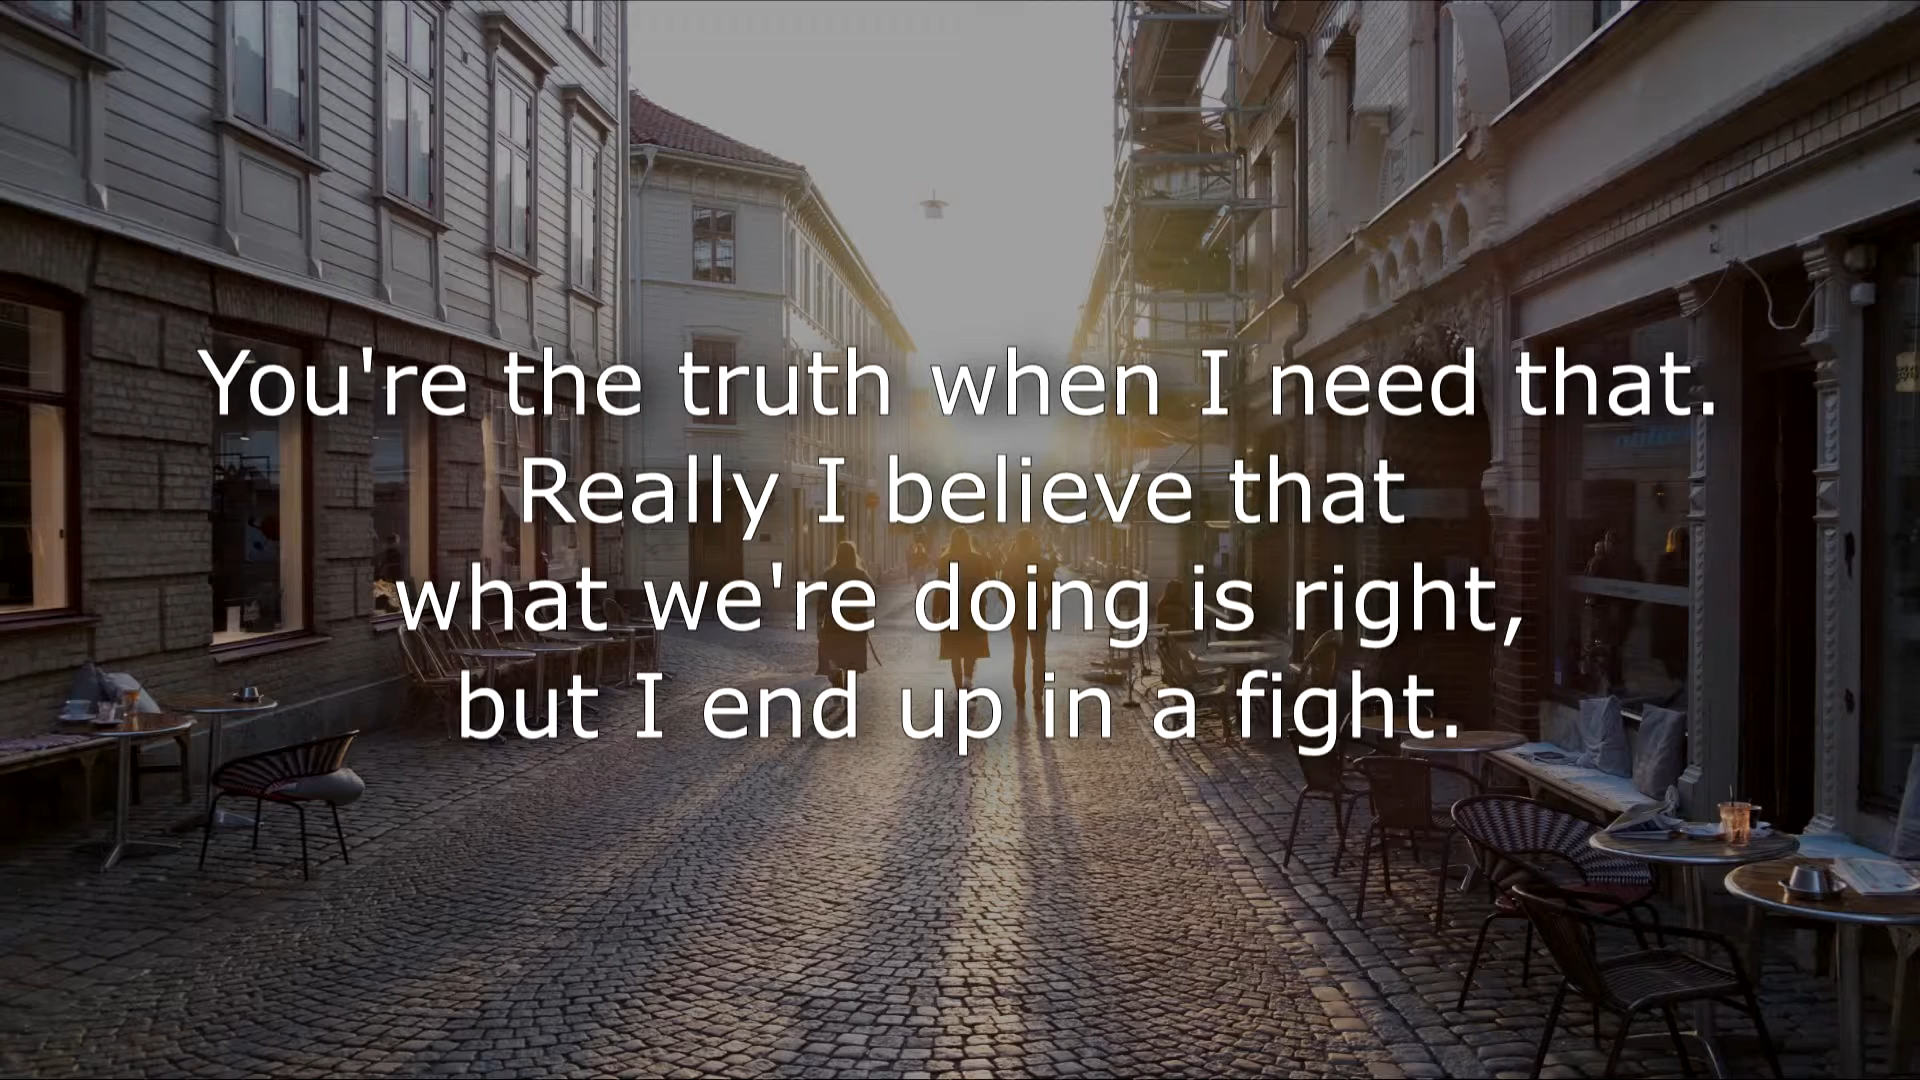 You're the truth when I need that.
Really I believe that
what we're doing is right,
but I end up in a fight.